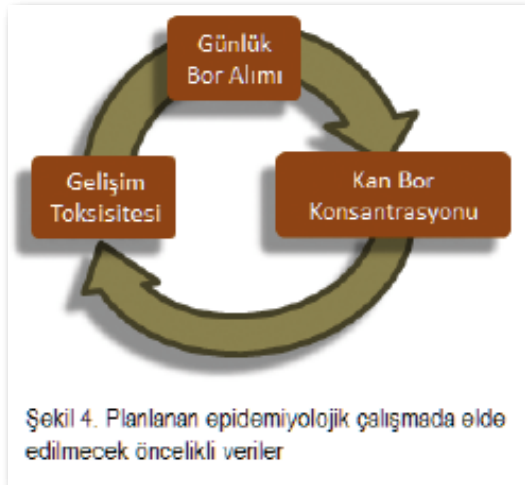 Günlük
Bor Alımı
Gelişim
Toksisitesi
Kan Bor
Konsantrasyonu
Şekil 4. Planlanan epidemiyolojik çalışmada elde
edilmecek öncelikli veriler